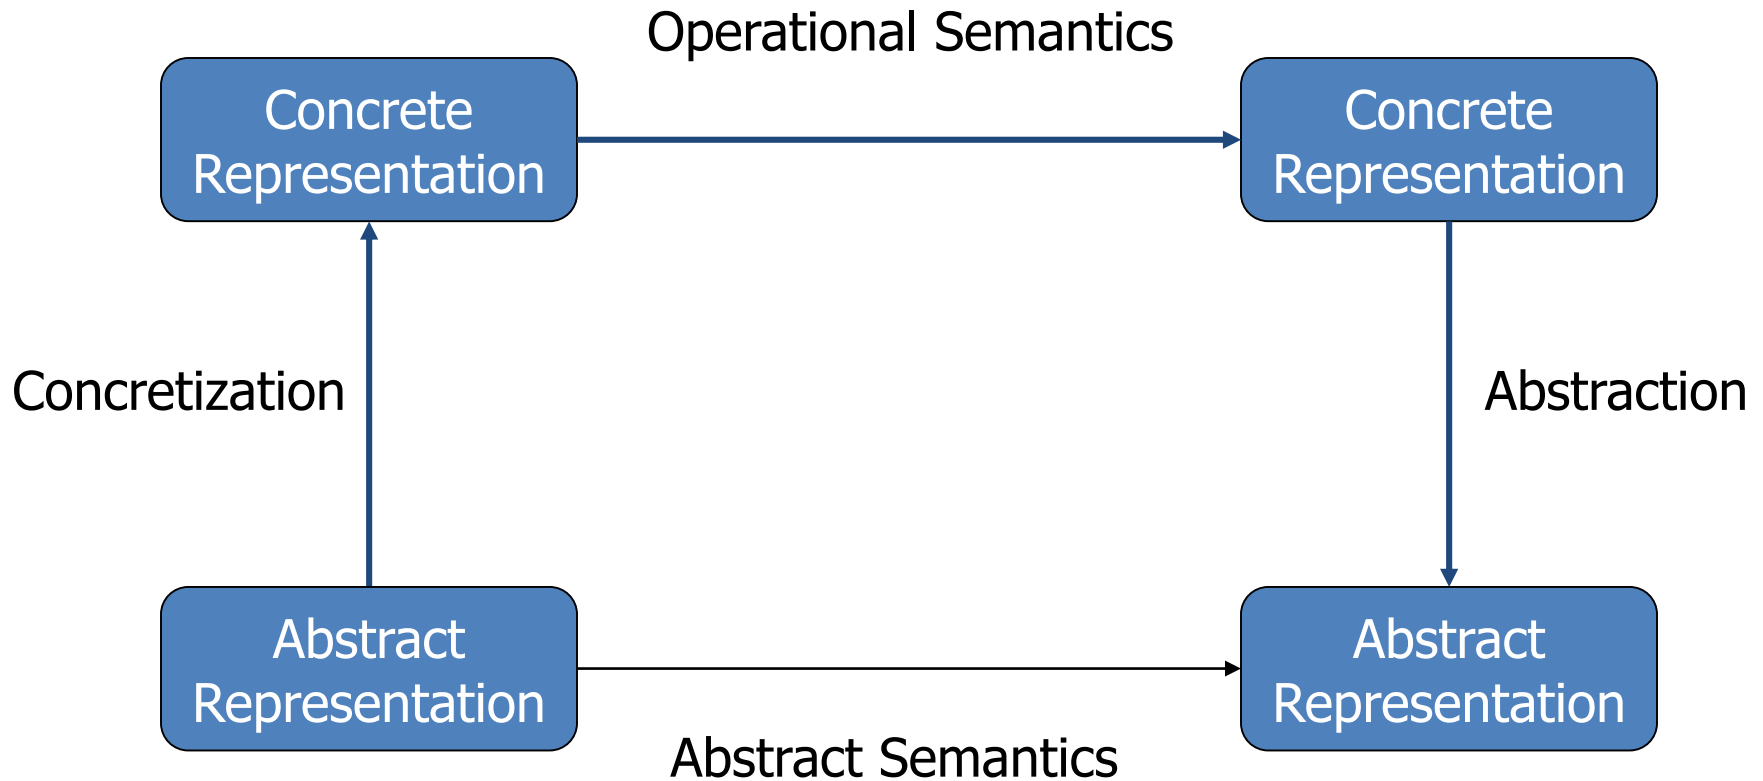 Operational Semantics
Concrete
Representation
Concrete
Representation
Concretization
Abstraction
Abstract
Representation
Abstract
Representation
Abstract Semantics